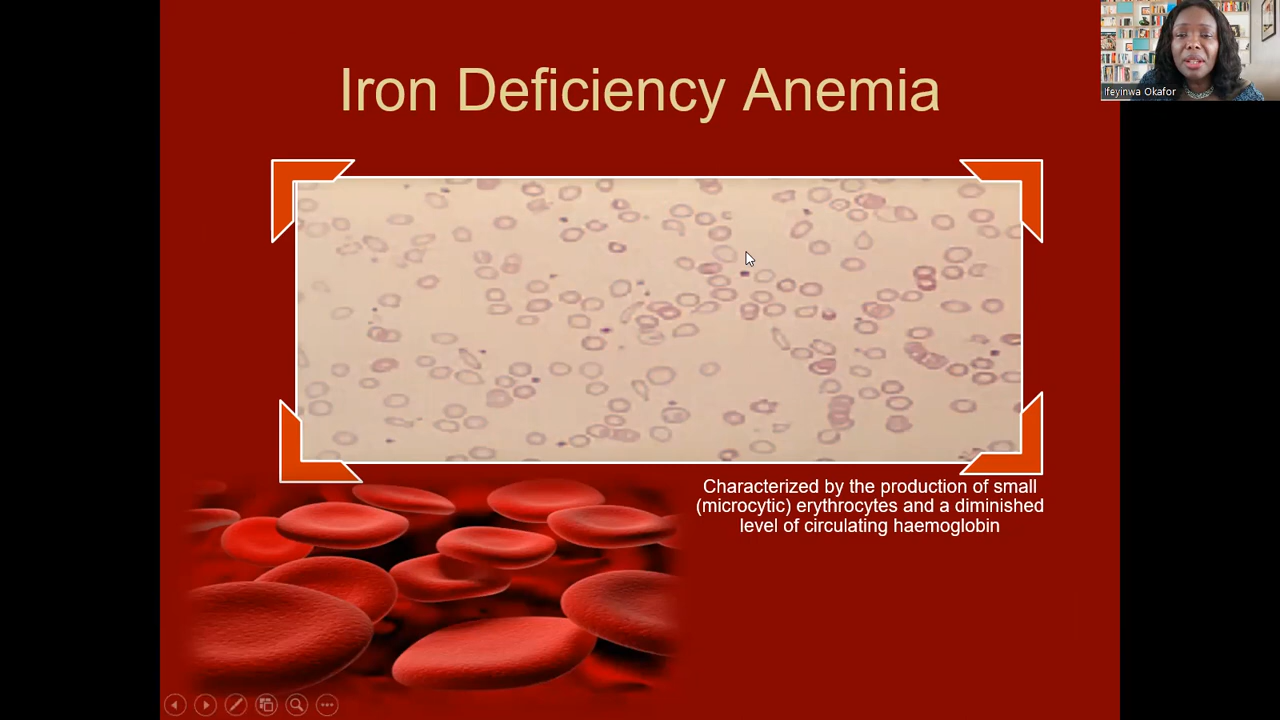 Iron Deficiency Anemia
Ifeyinwa Okafor
Characterized by the production of small
(microcytic) erythrocytes and a diminished
level of circulating haemoglobin